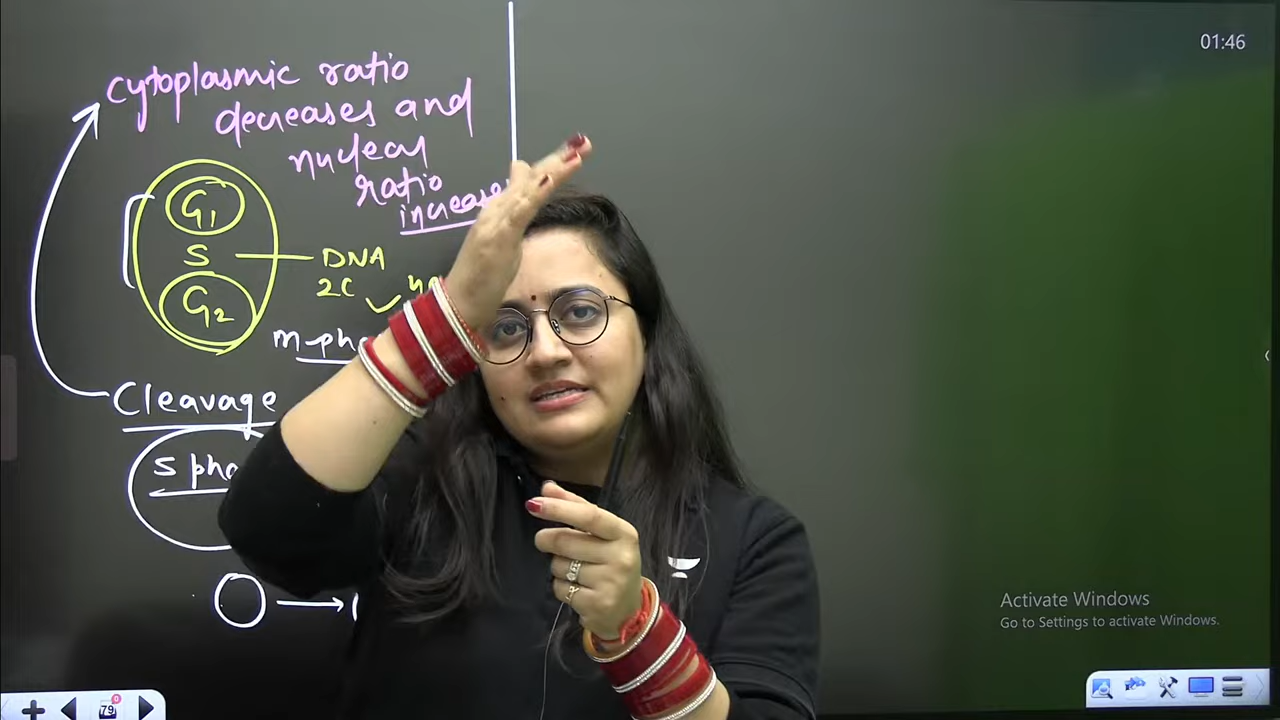 01:46
cytoplasmic ratio
decreases and
nuclear
ratio
G1
S
DNA
G2
2C
Cleavage
S
Activate Windows
Go to Settings to activate Windows.
79